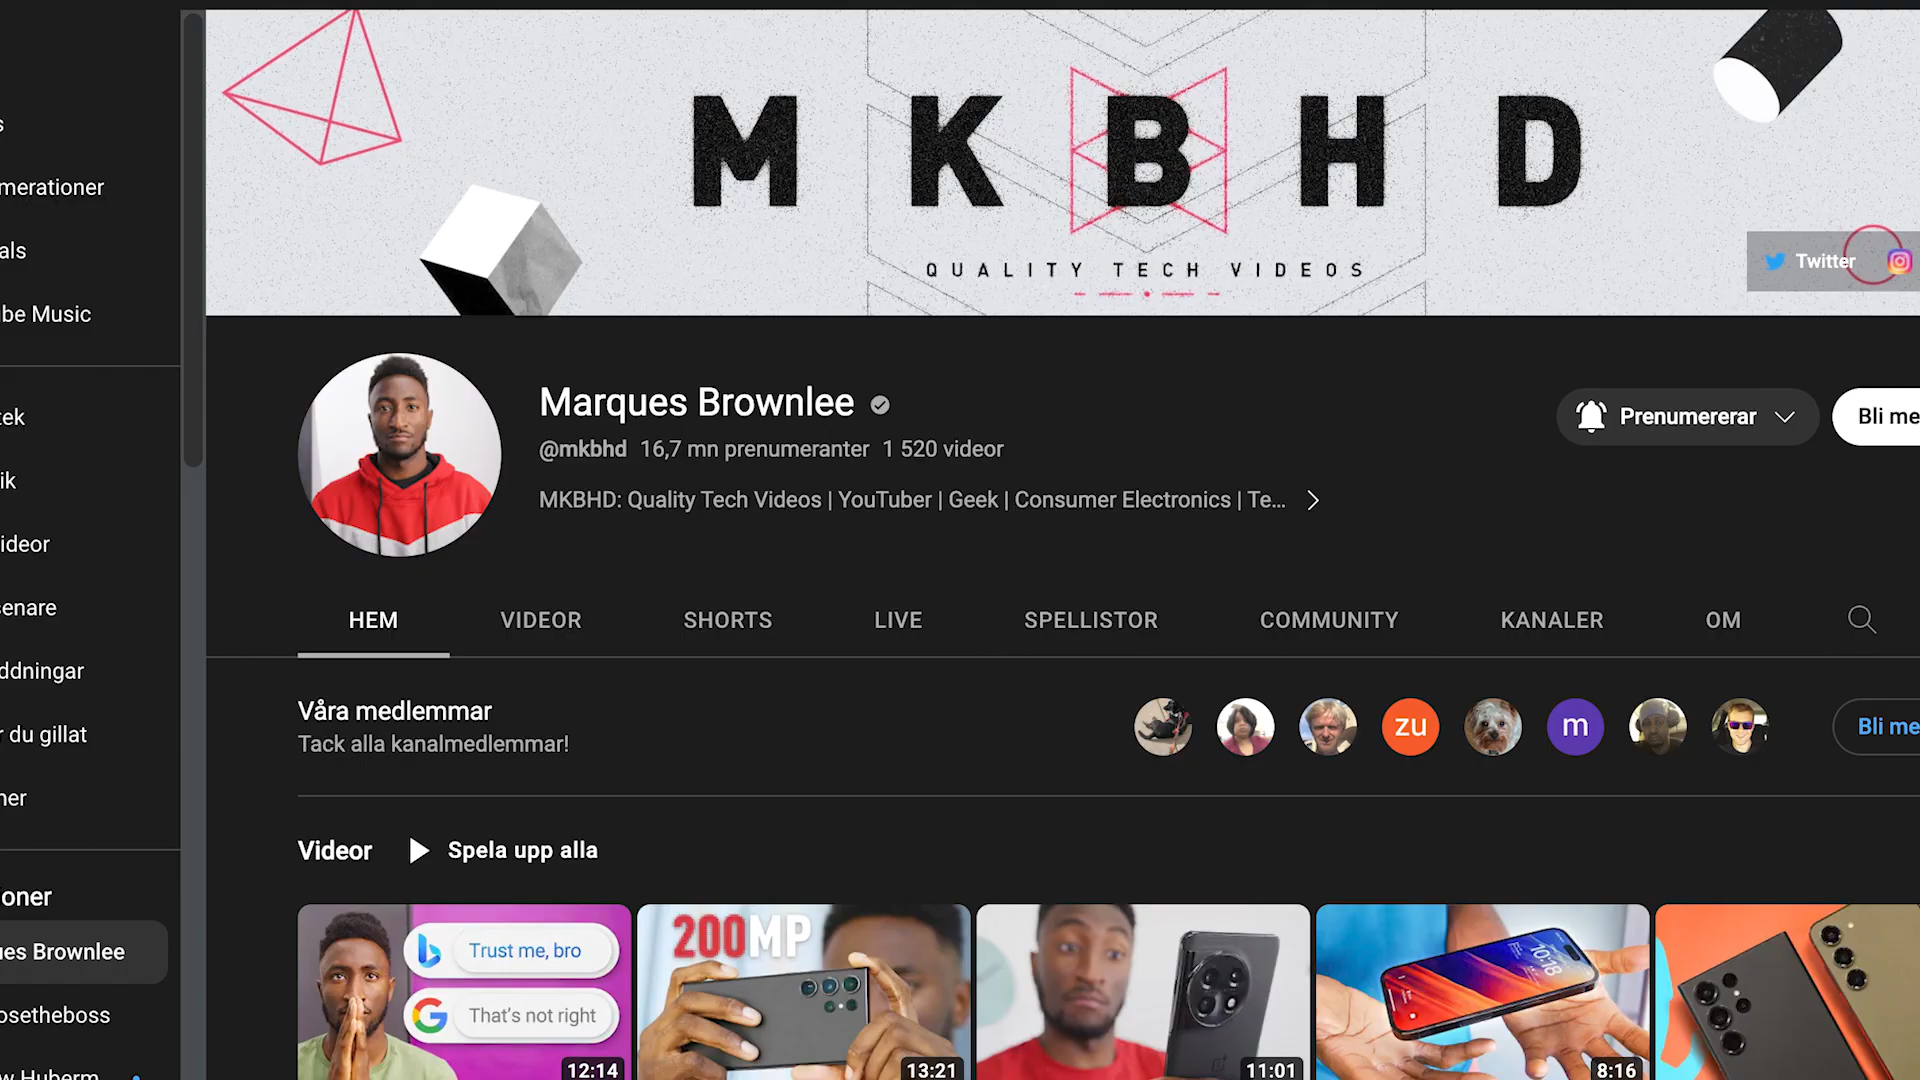 M K B H D
QUALITY TECH VIDEOS
Twitter
merationer
als
be Music
Marques Brownlee
@mkbhd 16,7 mn prenumeranter 1 520 videor
MKBHD: Quality Tech Videos | YouTuber | Geek | Consumer Electronics | Te...
Prenumererar
Bli me
tek
ik
ideor
enare
ddningar
r du gillat
ner
HEM VIDEOR SHORTS LIVE SPELLISTOR COMMUNITY KANALER OM
Våra medlemmar
Tack alla kanalmedlemmar!
zu
m
Bli me
Videor
Spela upp alla
oner
ues Brownlee
osetheboss
w Huberm
Trust me, bro
That's not right
12:14
200MP
13:21
11:01
10:18
8:16